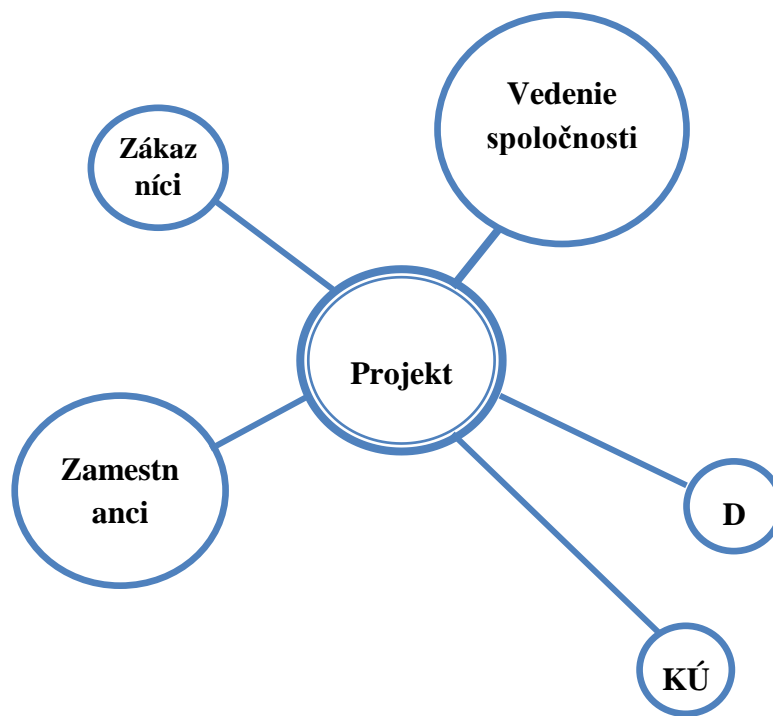 Vedenie
spoločnosti
Zákaz
níci
Projekt
Zamestn
anci
D
KÚ